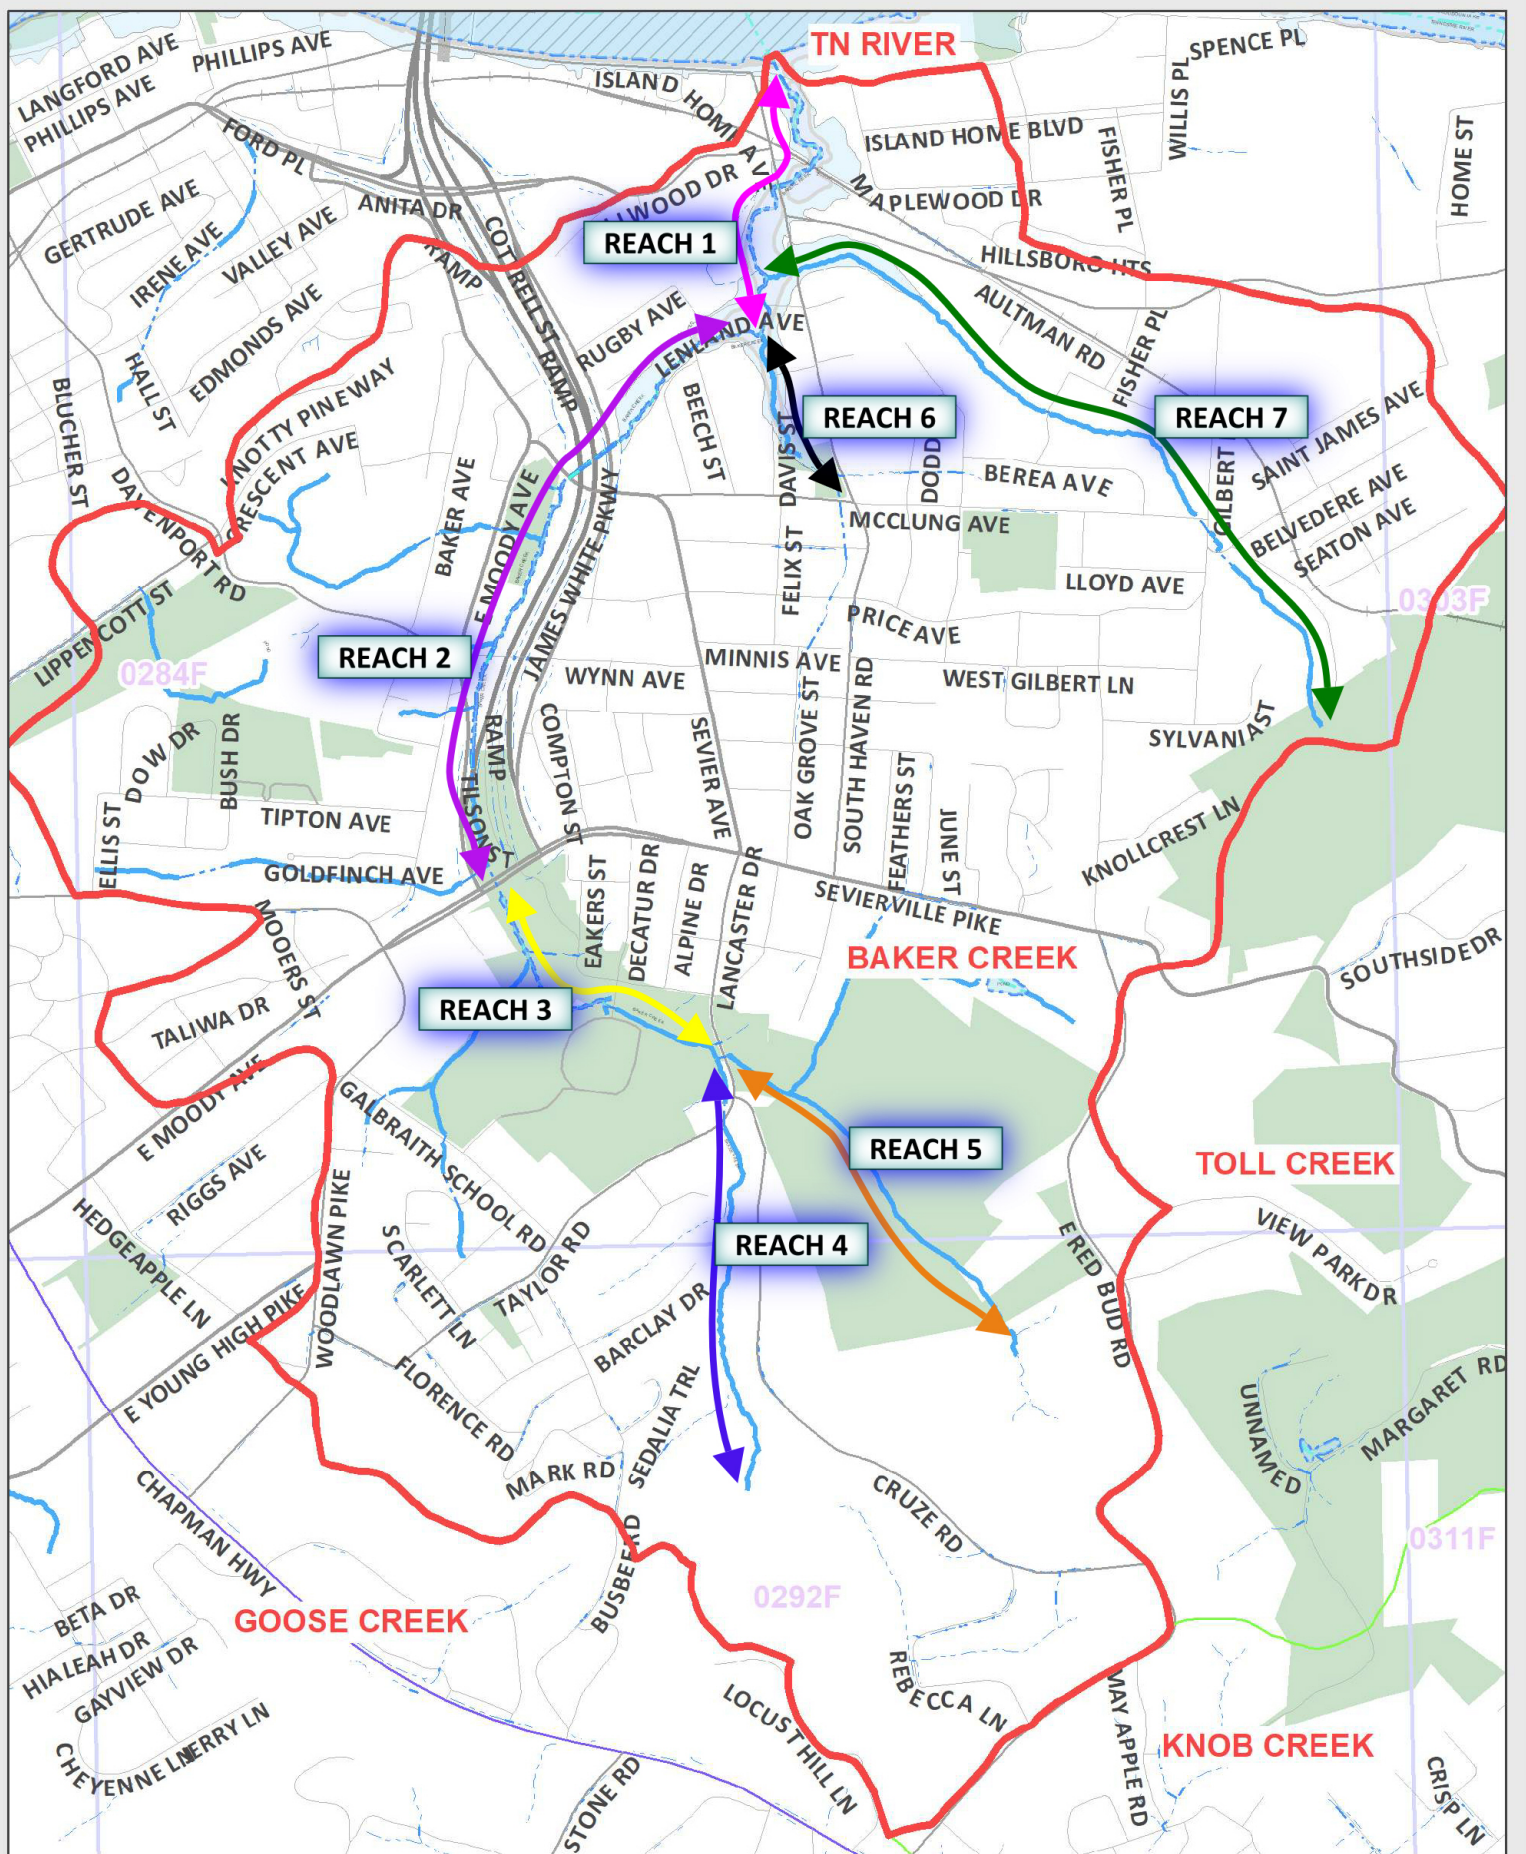 TN RIVER
SPENCE PL
LANGFORD AVE
PHILLIPS AVE
PHILLIPS AVE
ISLAND HOME AVE
WILLIS PL
ISLAND HOME BLVD
FISHER PL
HOME ST
FORD PL
MAPLEWOOD DR
ANITA DR
GERTRUDE AVE
IRENE AVE
VALLEY AVE
RAMP
COTTRELL ST
REACH 1
HILLSBORO HTS
EDMONDS AVE
RUGBY AVE
LENLAND AVE
AULTMAN RD
FISHER PL
HALL ST
RAMP
KNOTTY PINE WAY
BLUCHER ST
BEECH ST
REACH 6
REACH 7
SAINT JAMES AVE
CRESCENT AVE
DAVIS ST
DODD
BEREA AVE
GILBERT
BAKER AVE
E MOODY AVE
DAVENPORT RD
MCCLUNG AVE
BELVEDERE AVE
SEATON AVE
JAMES WHITE PKWY
FELIX ST
LLOYD AVE
0303F
LIPPENCOTT ST
PRICE AVE
REACH 2
0284F
MINNIS AVE
WYNN AVE
WEST GILBERT LN
DOW DR
BUSH DR
RAMP
COMPTON ST
SEVIER AVE
OAK GROVE ST
SOUTH HAVEN RD
SYLVANIA ST
FEATHERS ST
JUNE ST
TILSON ST
ELLIS ST
TIPTON AVE
KNOLLCREST LN
GOLDFINCH AVE
EAKERS ST
DECATUR DR
ALPINE DR
LANCASTER DR
SEVIERVILLE PIKE
MOOERS ST
BAKER CREEK
SOUTHSIDE DR
REACH 3
TALIWA DR
E MOODY AVE
GALBRAITH SCHOOL RD
REACH 5
TOLL CREEK
RIGGS AVE
WOODLAWN PIKE
HEDGEAPPLE LN
SCARLETT LN
TAYLOR RD
REACH 4
E RED BUD RD
VIEW PARK DR
E YOUNG HIGH PIKE
BARCLAY DR
FLORENCE RD
SEDALIA TRL
UNNAMED
MARGARET RD
MARK RD
CHAPMAN HWY
CRUZE RD
0311F
BUSBEE RD
0292F
BETA DR
GOOSE CREEK
HIALEAH DR
GAYVIEW DR
REBECCA LN
LOCUST HILL LN
MAY APPLE RD
CHEYENNE LN
JERRY LN
KNOB CREEK
STONE RD
CRISP LN